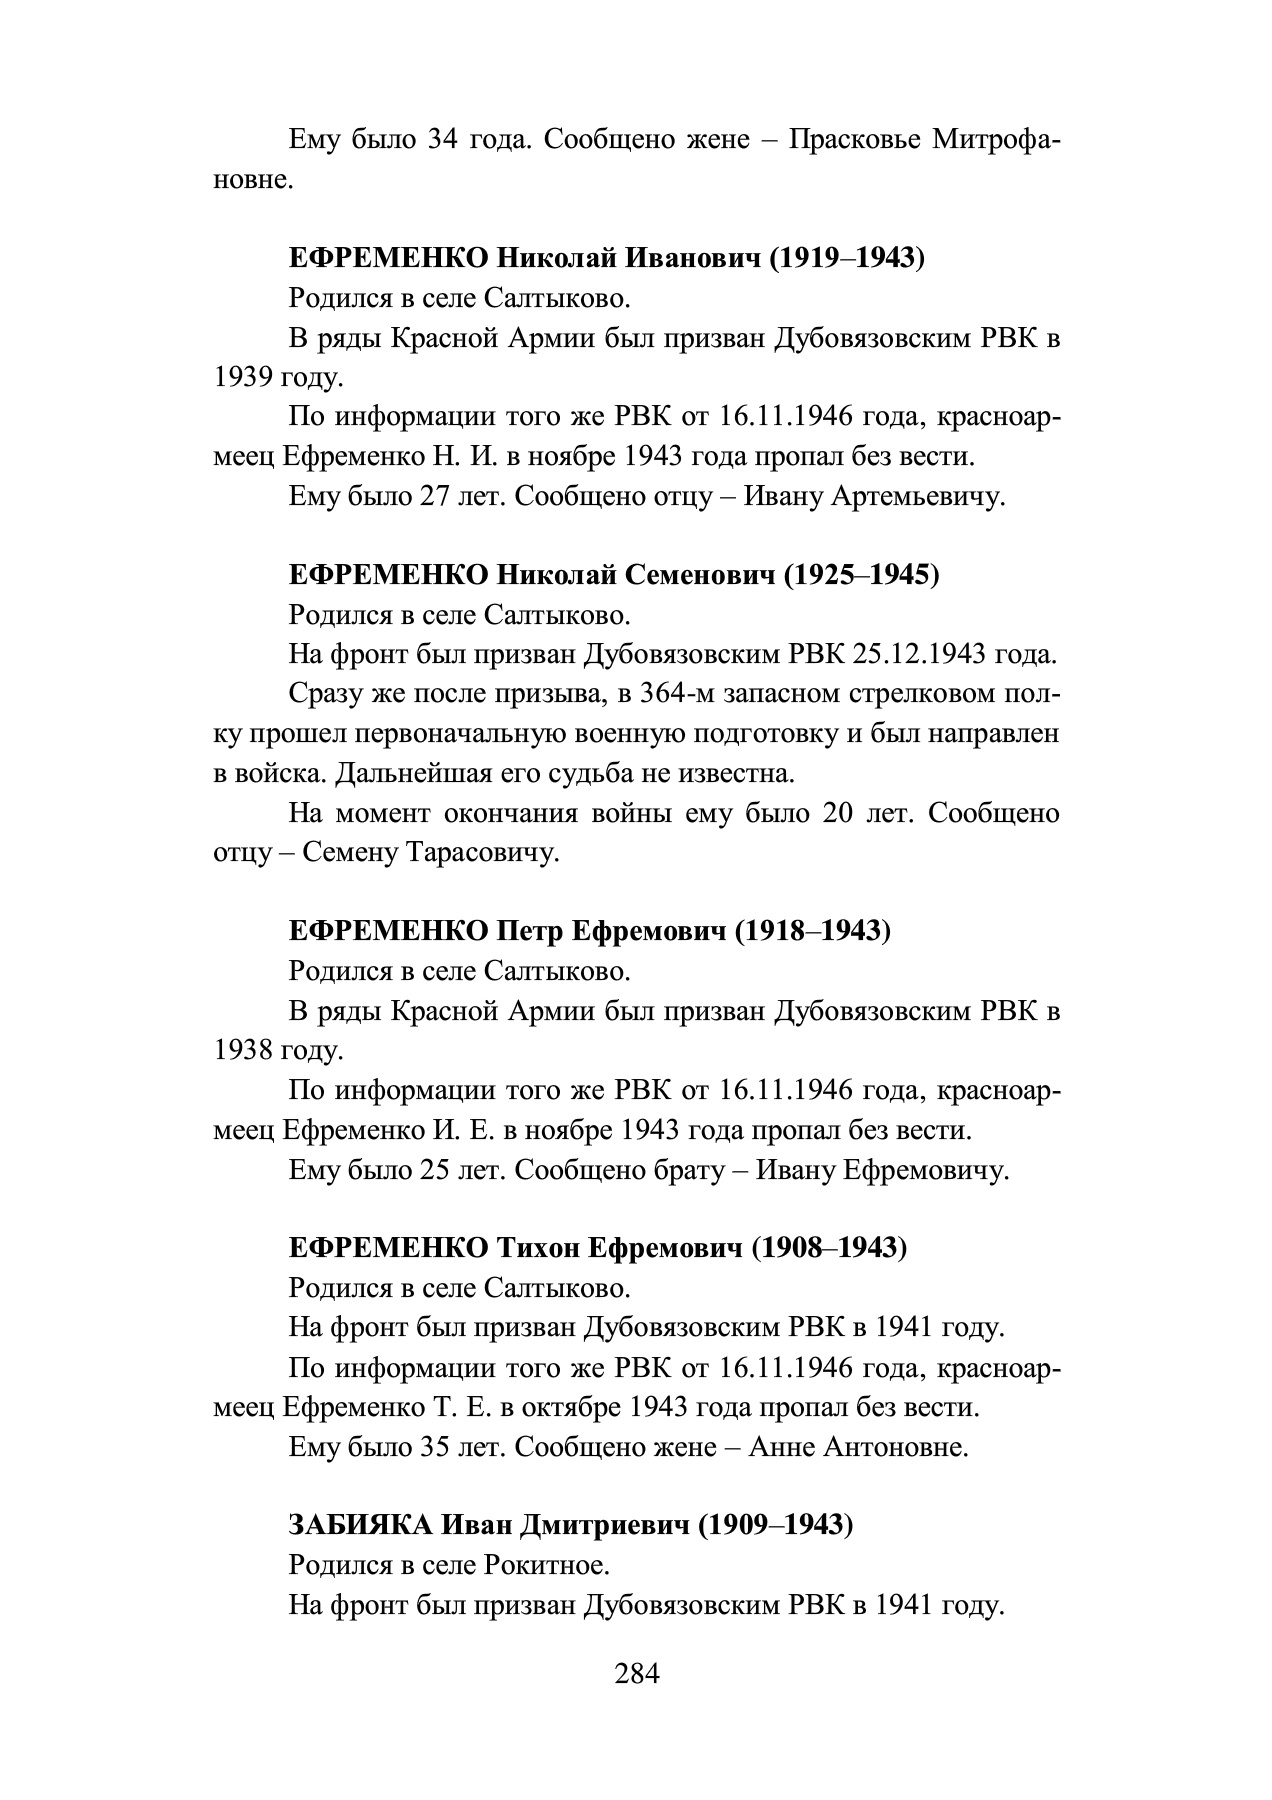 Ему было 34 года. Сообщено жене – Прасковье Митрофа-
новне.
ЕФРЕМЕНКО Николай Иванович (1919–1943)
Родился в селе Салтыково.
В ряды Красной Армии был призван Дубовязовским РВК в
1939 году.
По информации того же РВК от 16.11.1946 года, красноар-
меец Ефременко Н. И. в ноябре 1943 года пропал без вести.
Ему было 27 лет. Сообщено отцу – Ивану Артемьевичу.
ЕФРЕМЕНКО Николай Семенович (1925–1945)
Родился в селе Салтыково.
На фронт был призван Дубовязовским РВК 25.12.1943 года.
Сразу же после призыва, в 364-м запасном стрелковом пол-
ку прошел первоначальную военную подготовку и был направлен
в войска. Дальнейшая его судьба не известна.
На момент окончания войны ему было 20 лет. Сообщено
отцу – Семену Тарасовичу.
ЕФРЕМЕНКО Петр Ефремович (1918–1943)
Родился в селе Салтыково.
В ряды Красной Армии был призван Дубовязовским РВК в
1938 году.
По информации того же РВК от 16.11.1946 года, красноар-
меец Ефременко И. Е. в ноябре 1943 года пропал без вести.
Ему было 25 лет. Сообщено брату – Ивану Ефремовичу.
ЕФРЕМЕНКО Тихон Ефремович (1908–1943)
Родился в селе Салтыково.
На фронт был призван Дубовязовским РВК в 1941 году.
По информации того же РВК от 16.11.1946 года, красноар-
меец Ефременко Т. Е. в октябре 1943 года пропал без вести.
Ему было 35 лет. Сообщено жене – Анне Антоновне.
ЗАБИЯКА Иван Дмитриевич (1909–1943)
Родился в селе Рокитное.
На фронт был призван Дубовязовским РВК в 1941 году.
284